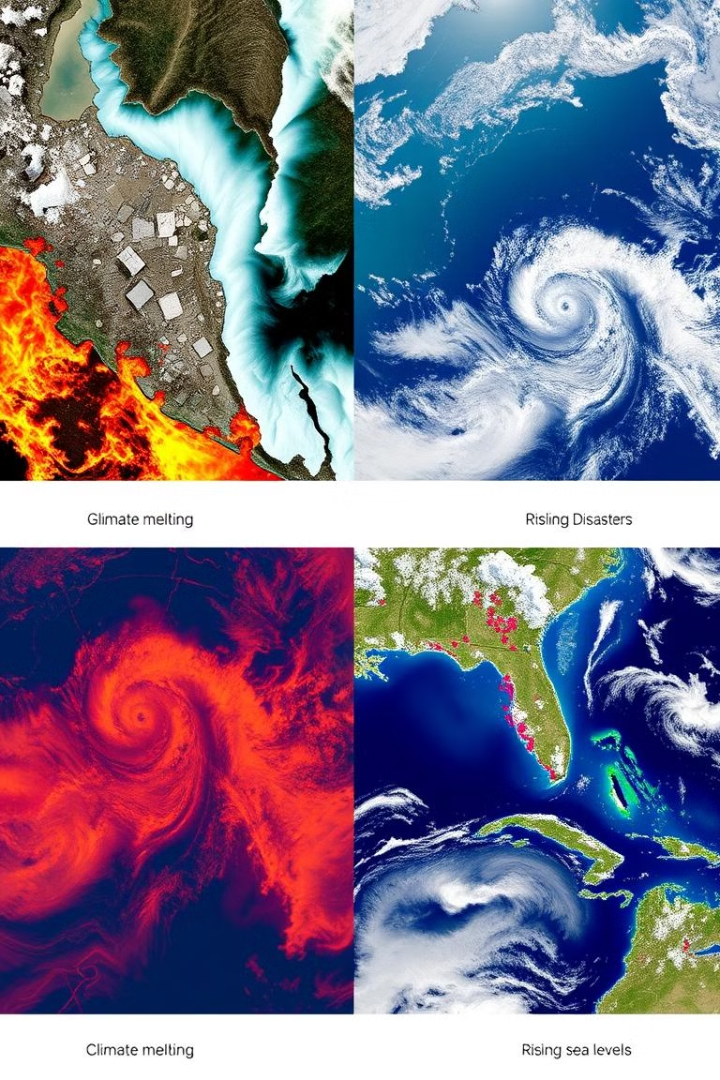 Glimate melting
Risling Disasters
Climate melting
Rising sea levels